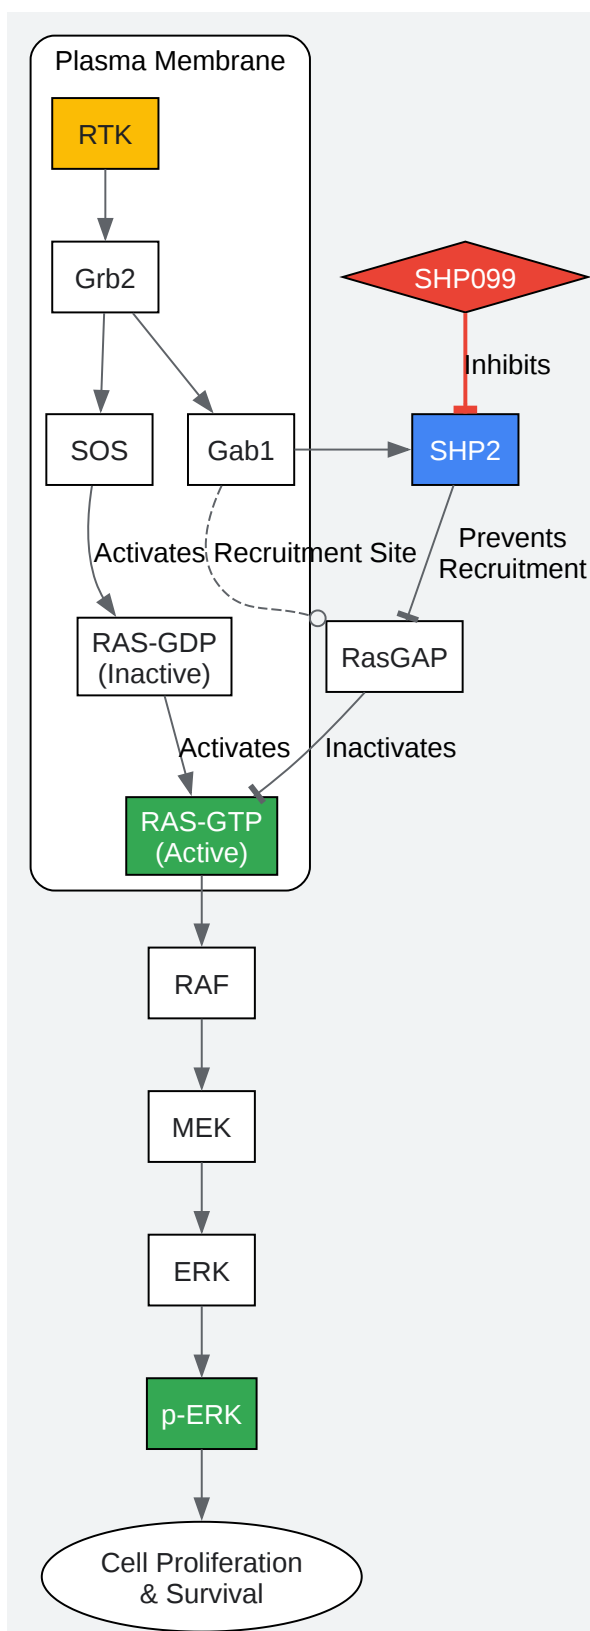 Plasma Membrane
RTK
Grb2
SHP099
Inhibits
SOS
Gab1
SHP2
Activates
Recruitment Site
Prevents
Recruitment
RAS-GDP
(Inactive)
RasGAP
Activates
Inactivates
RAS-GTP
(Active)
RAF
MEK
ERK
p-ERK
Cell Proliferation
& Survival